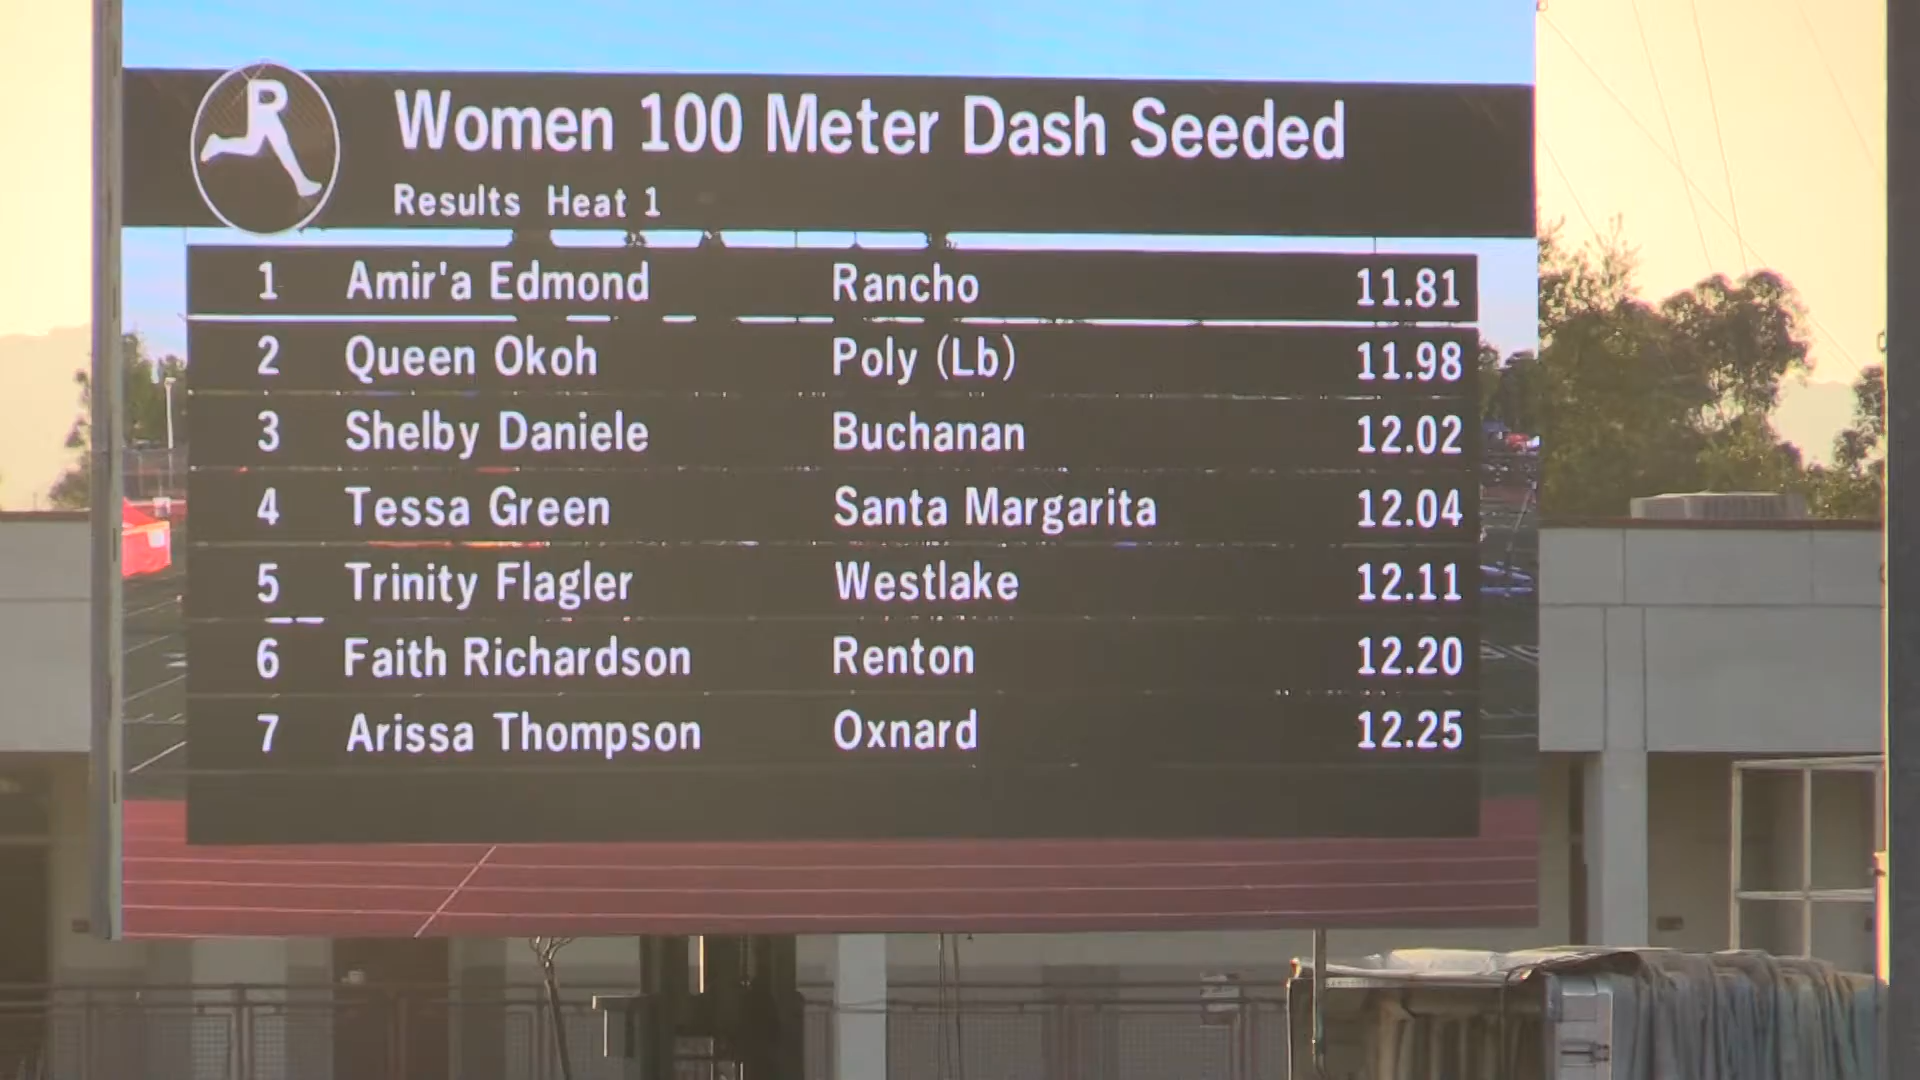 R
Women 100 Meter Dash Seeded
Results Heat 1
1 Amir'a Edmond Rancho 11.81
2 Queen Okoh Poly (Lb) 11.98
3 Shelby Daniele Buchanan 12.02
4 Tessa Green Santa Margarita 12.04
5 Trinity Flagler Westlake 12.11
6 Faith Richardson Renton 12.20
7 Arissa Thompson Oxnard 12.25